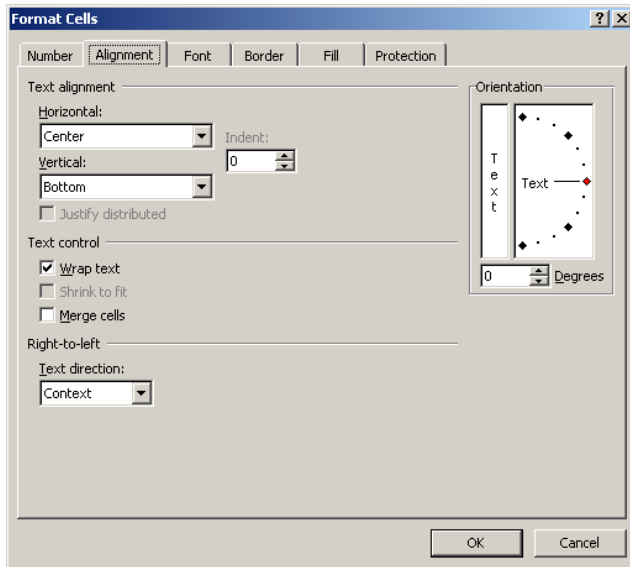 Format Cells
Number Alignment Font Border Fill Protection
Text alignment
Horizontal:
Center
Indent:
0
Vertical:
Bottom
Justify distributed
Text control
Wrap text
Shrink to fit
Merge cells
Right-to-left
Text direction:
Context
Orientation
Text
Text
0 Degrees
OK Cancel